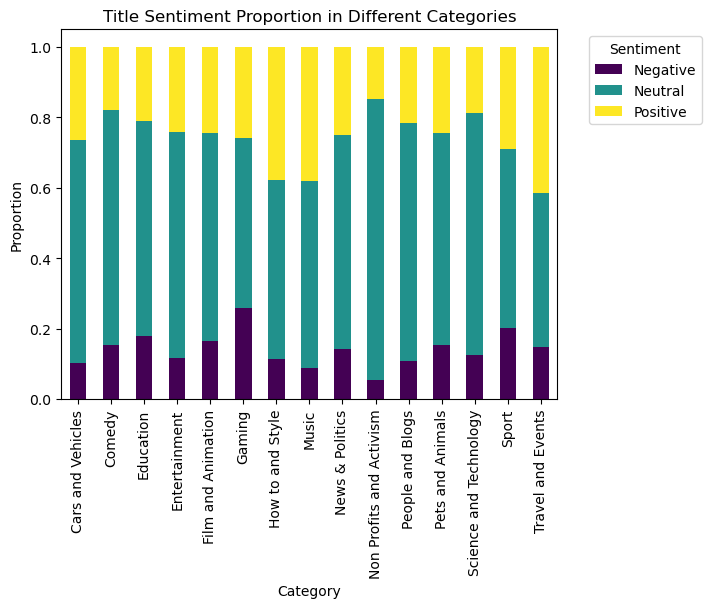 Title Sentiment Proportion in Different Categories
Sentiment
Negative
Neutral
Positive
Proportion
1.0
0.8
0.6
0.4
0.2
0.0
Cars and Vehicles
Comedy
Education
Entertainment
Film and Animation
Gaming
How to and Style
Music
News & Politics
Non Profits and Activism
People and Blogs
Pets and Animals
Science and Technology
Sport
Travel and Events
Category